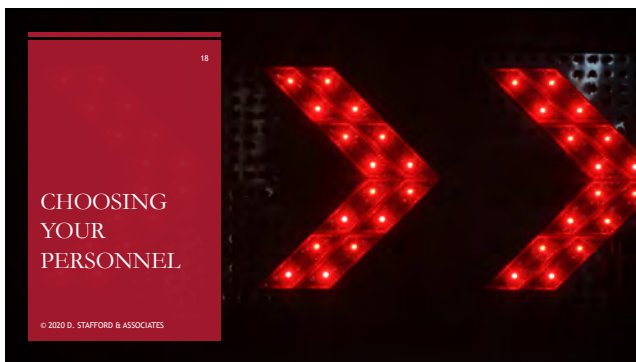 18
CHOOSING
YOUR
PERSONNEL
© 2020 D. STAFFORD & ASSOCIATES